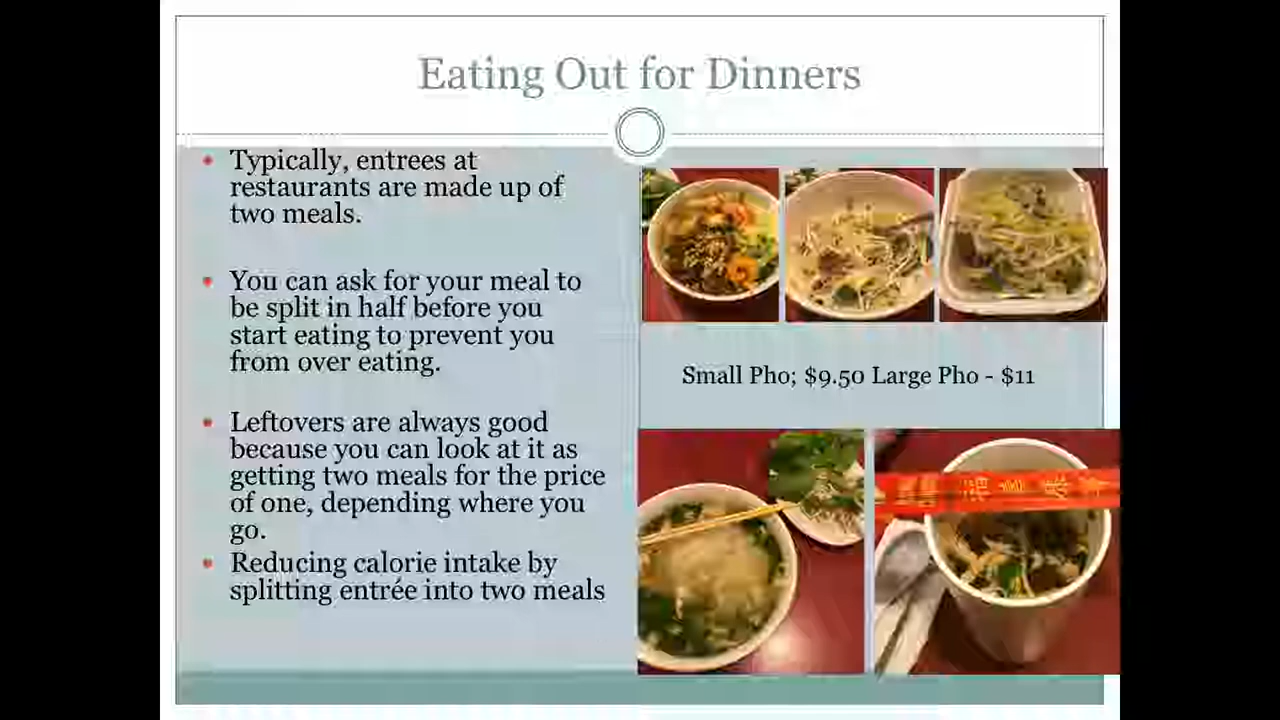 Eating Out for Dinners
Typically, entrees at
restaurants are made up of
two meals.
You can ask for your meal to
be split in half before you
start eating to prevent you
from over eating.
Leftovers are always good
because you can look at it as
getting two meals for the price
of one, depending where you
go.
Reducing calorie intake by
splitting entrée into two meals
Small Pho; $9.50 Large Pho - $11